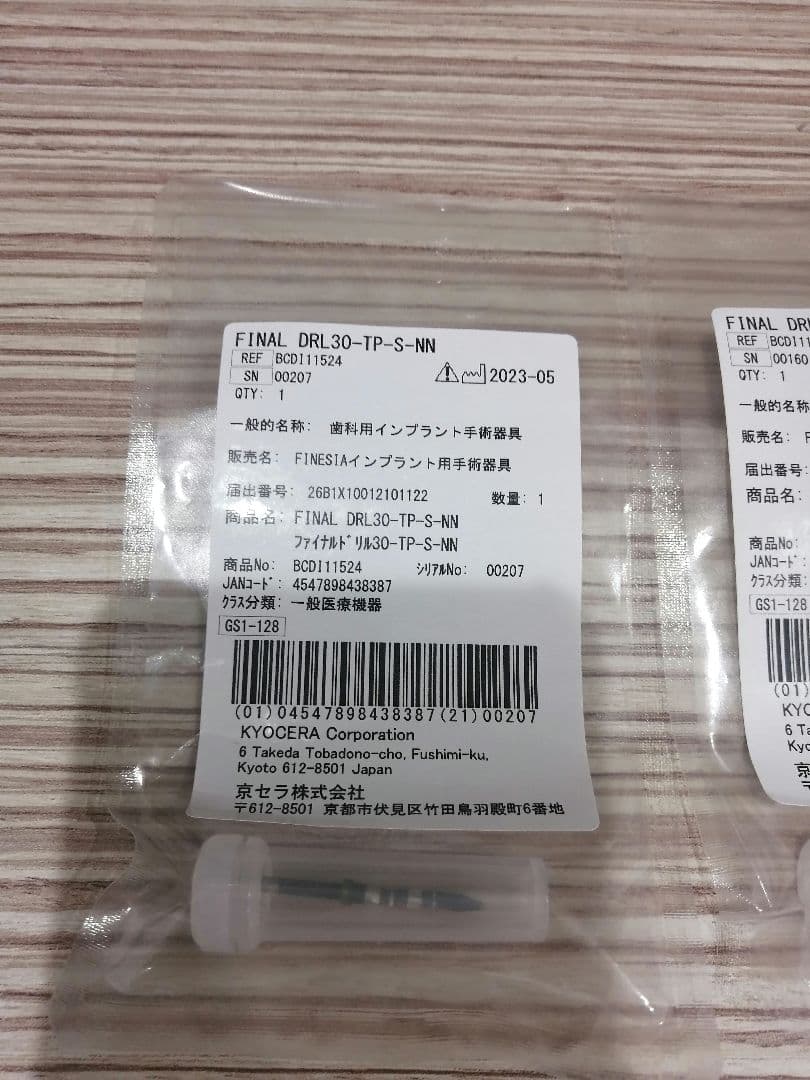 FINAL DRL30-TP-S-NN
REF BCDI11524
SN 00207
2023-05
QTY: 1
一般的名称: 歯科用インプラント手術器具
販売名: FINESIAインプラント用手術器具
届出番号: 26B1X10012101122 数量: 1
商品名: FINAL DRL30-TP-S-NN
ファイナルドリル30-TP-S-NN
商品No: BCDI11524 シリアルNo: 00207
JANコード: 4547898438387
クラス分類: 一般医療機器
GS1-128
(01)04547898438387(21)00207
KYOCERA Corporation
6 Takeda Tobadono-cho, Fushimi-ku,
Kyoto 612-8501 Japan
京セラ株式会社
〒612-8501 京都市伏見区竹田鳥羽殿町6番地
FINAL
REF
SN 00160
QTY: 1
一般的名称
販売名:
届出番号:
商品名:
商品No:
JANコード:
クラス分類:
GS1-128
(01)